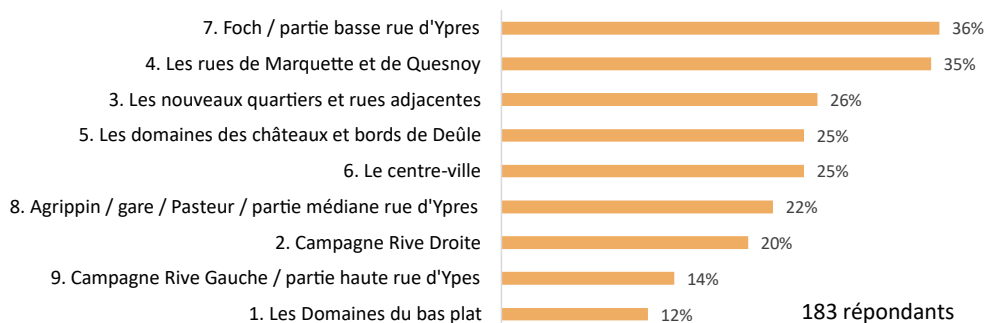 7. Foch / partie basse rue d'Ypres 36%
4. Les rues de Marquette et de Quesnoy 35%
3. Les nouveaux quartiers et rues adjacentes 26%
5. Les domaines des châteaux et bords de Deûle 25%
6. Le centre-ville 25%
8. Agrippin / gare / Pasteur / partie médiane rue d'Ypres 22%
2. Campagne Rive Droite 20%
9. Campagne Rive Gauche / partie haute rue d'Ypes 14%
1. Les Domaines du bas plat 12% 183 répondants